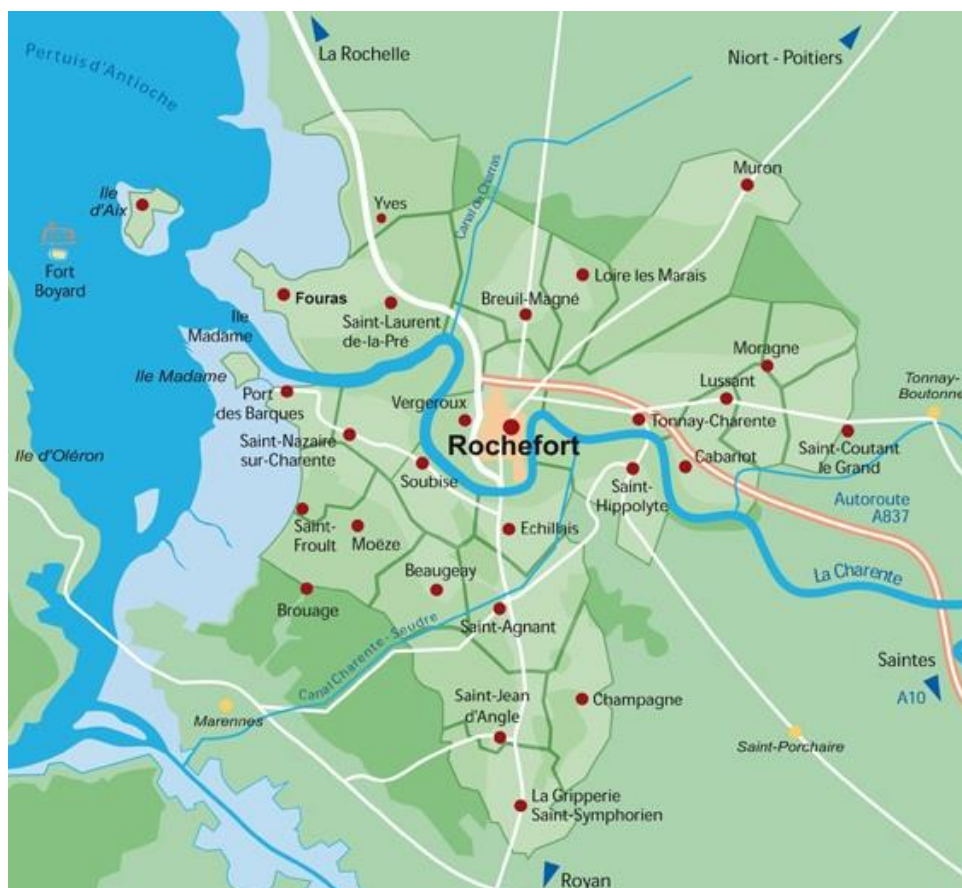 La Rochelle
Niort - Poitiers
Pertuis d'Antioche
Canal de Charras
Muron
Ile
d'Aix
Yves
Fort
Boyard
Loire les Marais
Fouras
Saint-Laurent
de-la-Pré
Breuil-Magné
Île
Madame
Ile Madame
Moragne
Lussant
Tonnay-
Boutonne
Port
des Barques
Vergeroux
Tonnay-Charente
Rochefort
Saint-Nazaire
sur-Charente
Ile d'Oléron
Saint-Coutant
le Grand
Cabariot
Soubise
Saint-
Hippolyte
Autoroute
A837
Saint-
Froult
Moëze
Echillais
La Charente
Beaugeay
Brouage
Saint-Agnant
Canal Charente - Seudre
Saintes
A10
Saint-Jean
d'Angle
Champagne
Marennes
Saint-Porchaire
La Gripperie
Saint-Symphorien
Royan